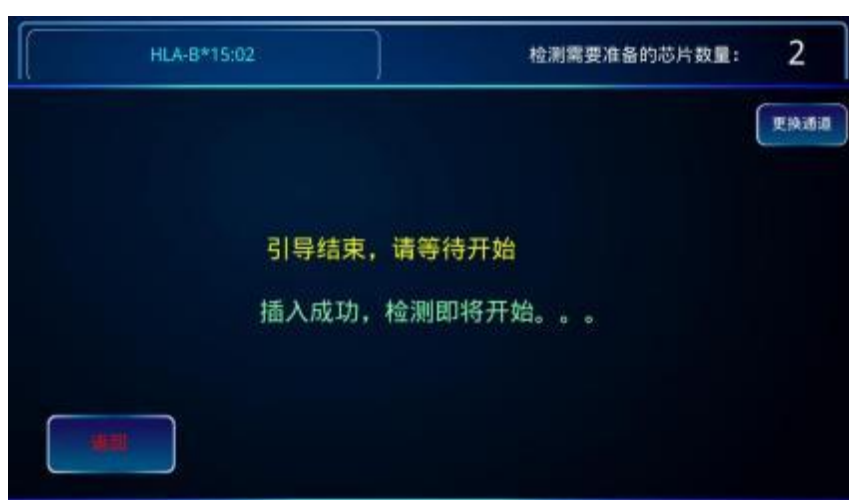 HLA-B*15:02
检测需要准备的芯片数量： 2
更换通道
引导结束，请等待开始
插入成功，检测即将开始。。。
返回